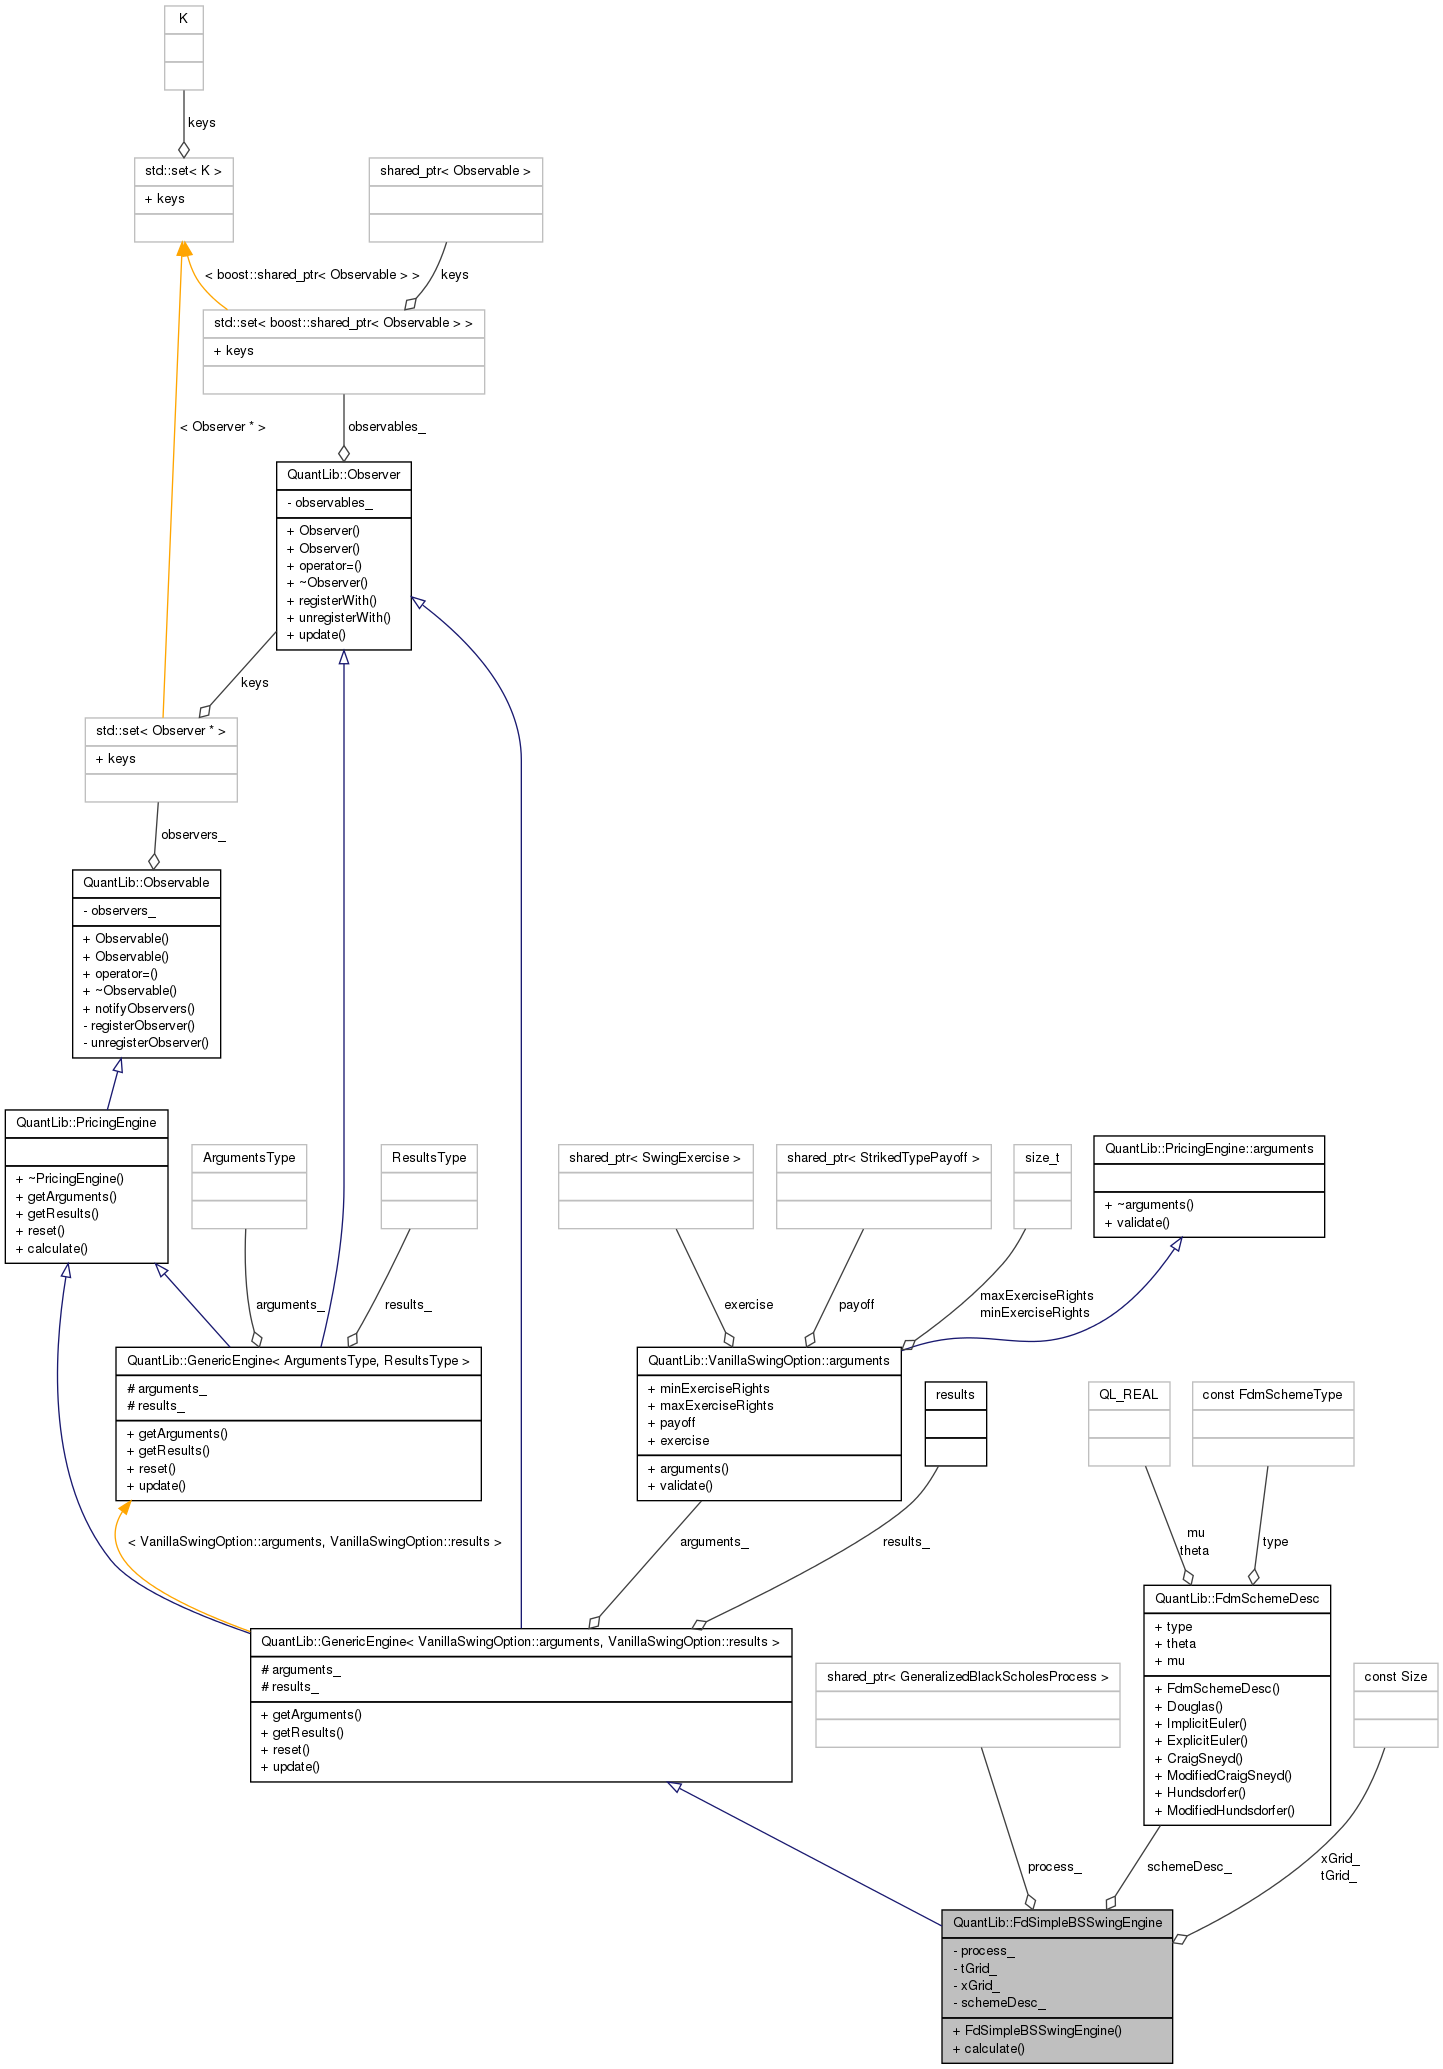 K
keys
std::set< K >
+ keys
shared_ptr< Observable >
< boost::shared_ptr< Observable > >
keys
std::set< boost::shared_ptr< Observable > >
+ keys
< Observer * >
observables_
QuantLib::Observer
- observables_
+ Observer()
+ Observer()
+ operator=()
+ ~Observer()
+ registerWith()
+ unregisterWith()
+ update()
keys
std::set< Observer * >
+ keys
observers_
QuantLib::Observable
- observers_
+ Observable()
+ Observable()
+ operator=()
+ ~Observable()
+ notifyObservers()
- registerObserver()
- unregisterObserver()
QuantLib::PricingEngine
+ ~PricingEngine()
+ getArguments()
+ getResults()
+ reset()
+ calculate()
ArgumentsType
ResultsType
shared_ptr< SwingExercise >
shared_ptr< StrikedTypePayoff >
size_t
QuantLib::PricingEngine::arguments
+ ~arguments()
+ validate()
arguments_
results_
exercise
payoff
maxExerciseRights
minExerciseRights
QuantLib::GenericEngine< ArgumentsType, ResultsType >
# arguments_
# results_
+ getArguments()
+ getResults()
+ reset()
+ update()
QuantLib::VanillaSwingOption::arguments
+ minExerciseRights
+ maxExerciseRights
+ payoff
+ exercise
+ arguments()
+ validate()
results
QL_REAL
const FdmSchemeType
< VanillaSwingOption::arguments, VanillaSwingOption::results >
arguments_
results_
mu
theta
type
QuantLib::GenericEngine< VanillaSwingOption::arguments, VanillaSwingOption::results >
# arguments_
# results_
+ getArguments()
+ getResults()
+ reset()
+ update()
shared_ptr< GeneralizedBlackScholesProcess >
QuantLib::FdmSchemeDesc
+ type
+ theta
+ mu
+ FdmSchemeDesc()
+ Douglas()
+ ImplicitEuler()
+ ExplicitEuler()
+ CraigSneyd()
+ ModifiedCraigSneyd()
+ Hundsdorfer()
+ ModifiedHundsdorfer()
const Size
process_
schemeDesc_
xGrid_
tGrid_
QuantLib::FdSimpleBSSwingEngine
- process_
- tGrid_
- xGrid_
- schemeDesc_
+ FdSimpleBSSwingEngine()
+ calculate()